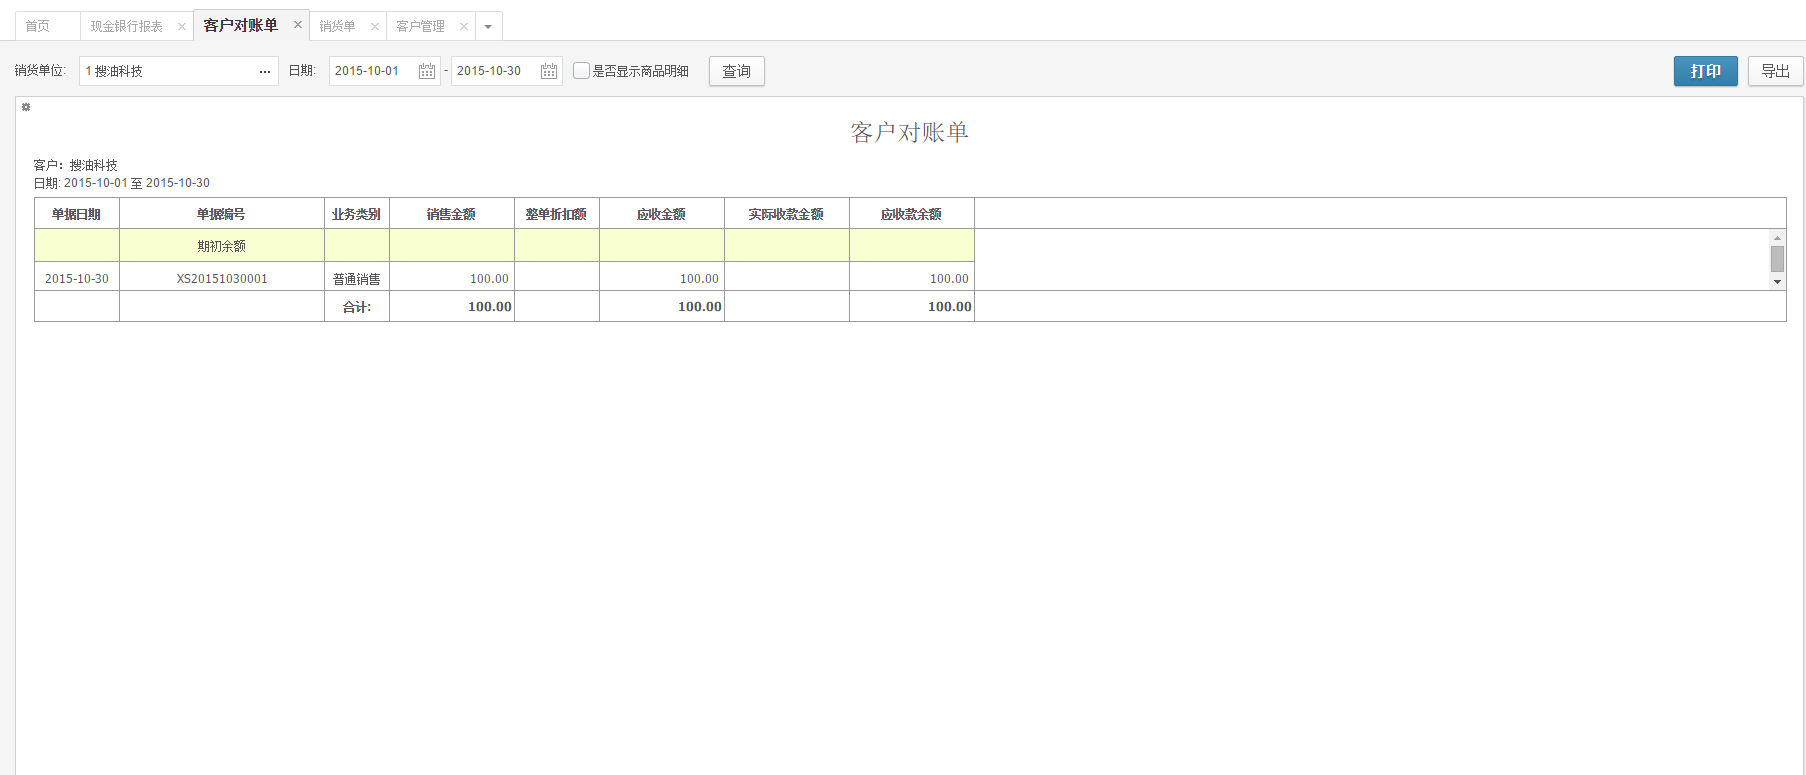 首页 现金银行报表 客户对账单 销货单 客户管理
销货单位: 1 搜油科技 ... 日期: 2015-10-01 - 2015-10-30 是否显示商品明细 查询 打印 导出
客户对账单
客户: 搜油科技
日期: 2015-10-01 至 2015-10-30
单据日期 单据编号 业务类别 销售金额 整单折扣额 应收金额 实际收款金额 应收款余额
期初余额
2015-10-30 XS20151030001 普通销售 100.00 100.00 100.00
合计: 100.00 100.00 100.00